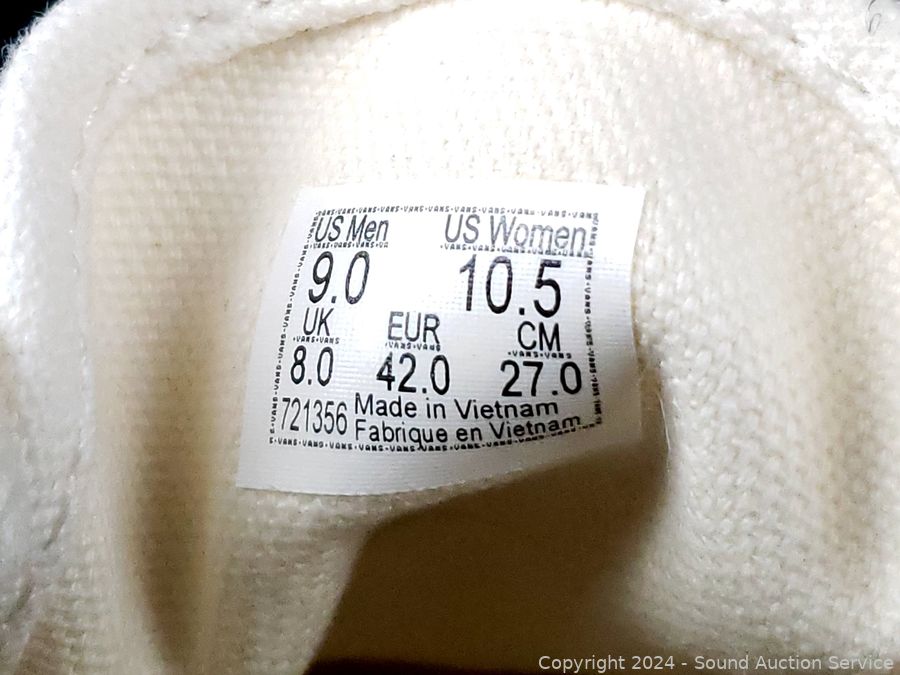 US Men US Women
9.0 10.5
UK EUR CM
8.0 42.0 27.0
721356 Made in Vietnam
Fabrique en Vietnam
Copyright 2024 - Sound Auction Service